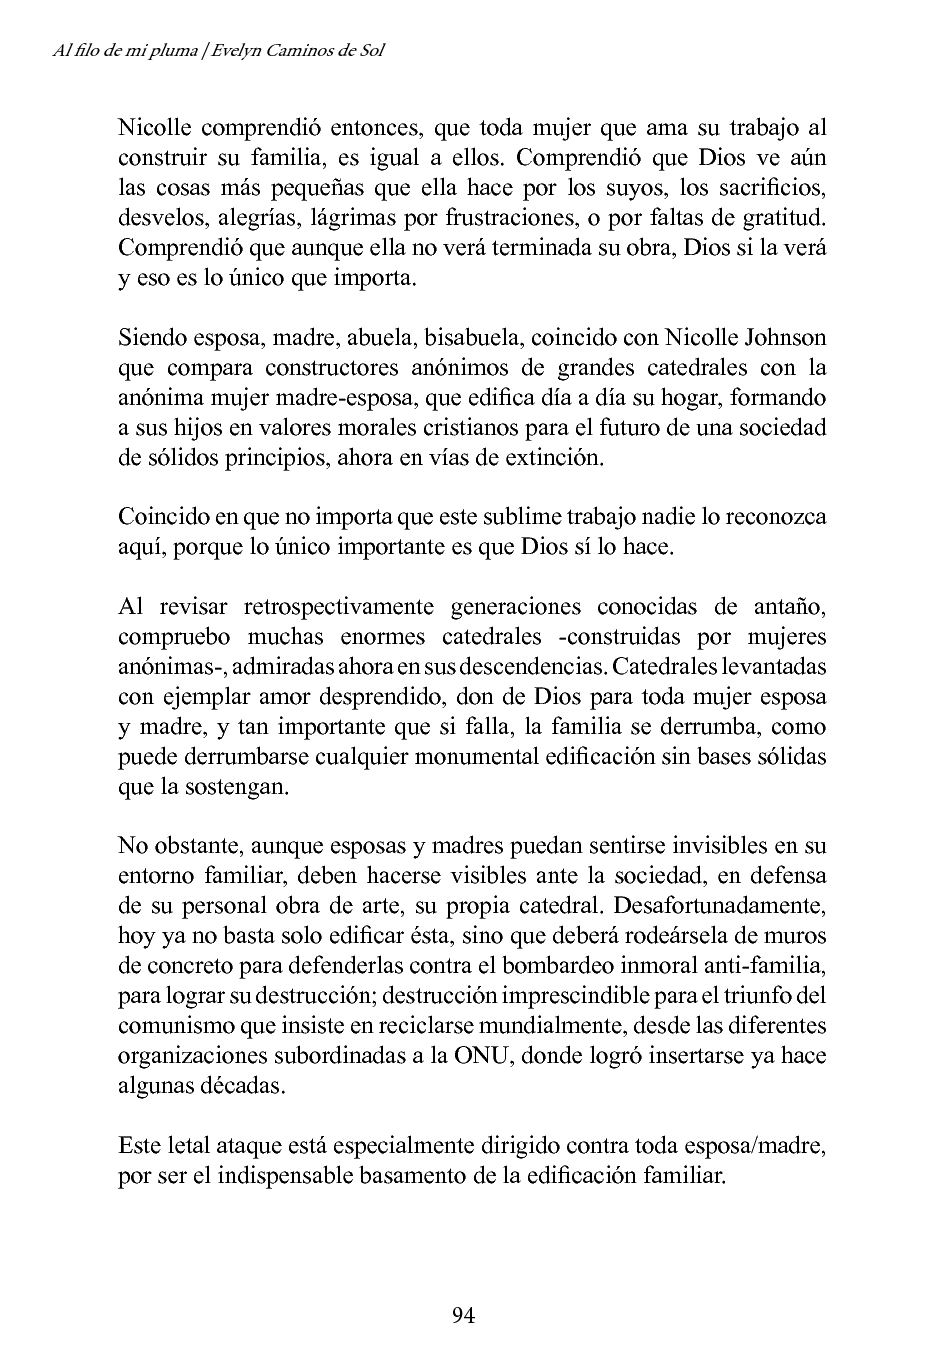 Al filo de mi pluma | Evelyn Caminos de Sol
Nicolle comprendió entonces, que toda mujer que ama su trabajo al
construir su familia, es igual a ellos. Comprendió que Dios ve aún
las cosas más pequeñas que ella hace por los suyos, los sacrificios,
desvelos, alegrías, lágrimas por frustraciones, o por faltas de gratitud.
Comprendió que aunque ella no verá terminada su obra, Dios si la verá
y eso es lo único que importa.
Siendo esposa, madre, abuela, bisabuela, coincido con Nicolle Johnson
que compara constructores anónimos de grandes catedrales con la
anónima mujer madre-esposa, que edifica día a día su hogar, formando
a sus hijos en valores morales cristianos para el futuro de una sociedad
de sólidos principios, ahora en vías de extinción.
Coincido en que no importa que este sublime trabajo nadie lo reconozca
aquí, porque lo único importante es que Dios sí lo hace.
Al revisar retrospectivamente generaciones conocidas de antaño,
compruebo muchas enormes catedrales -construidas por mujeres
anónimas-, admiradas ahora en sus descendencias. Catedrales levantadas
con ejemplar amor desprendido, don de Dios para toda mujer esposa
y madre, y tan importante que si falla, la familia se derrumba, como
puede derrumbarse cualquier monumental edificación sin bases sólidas
que la sostengan.
No obstante, aunque esposas y madres puedan sentirse invisibles en su
entorno familiar, deben hacerse visibles ante la sociedad, en defensa
de su personal obra de arte, su propia catedral. Desafortunadamente,
hoy ya no basta solo edificar ésta, sino que deberá rodeársela de muros
de concreto para defenderlas contra el bombardeo inmoral anti-familia,
para lograr su destrucción; destrucción imprescindible para el triunfo del
comunismo que insiste en reciclarse mundialmente, desde las diferentes
organizaciones subordinadas a la ONU, donde logró insertarse ya hace
algunas décadas.
Este letal ataque está especialmente dirigido contra toda esposa/madre,
por ser el indispensable basamento de la edificación familiar.
94